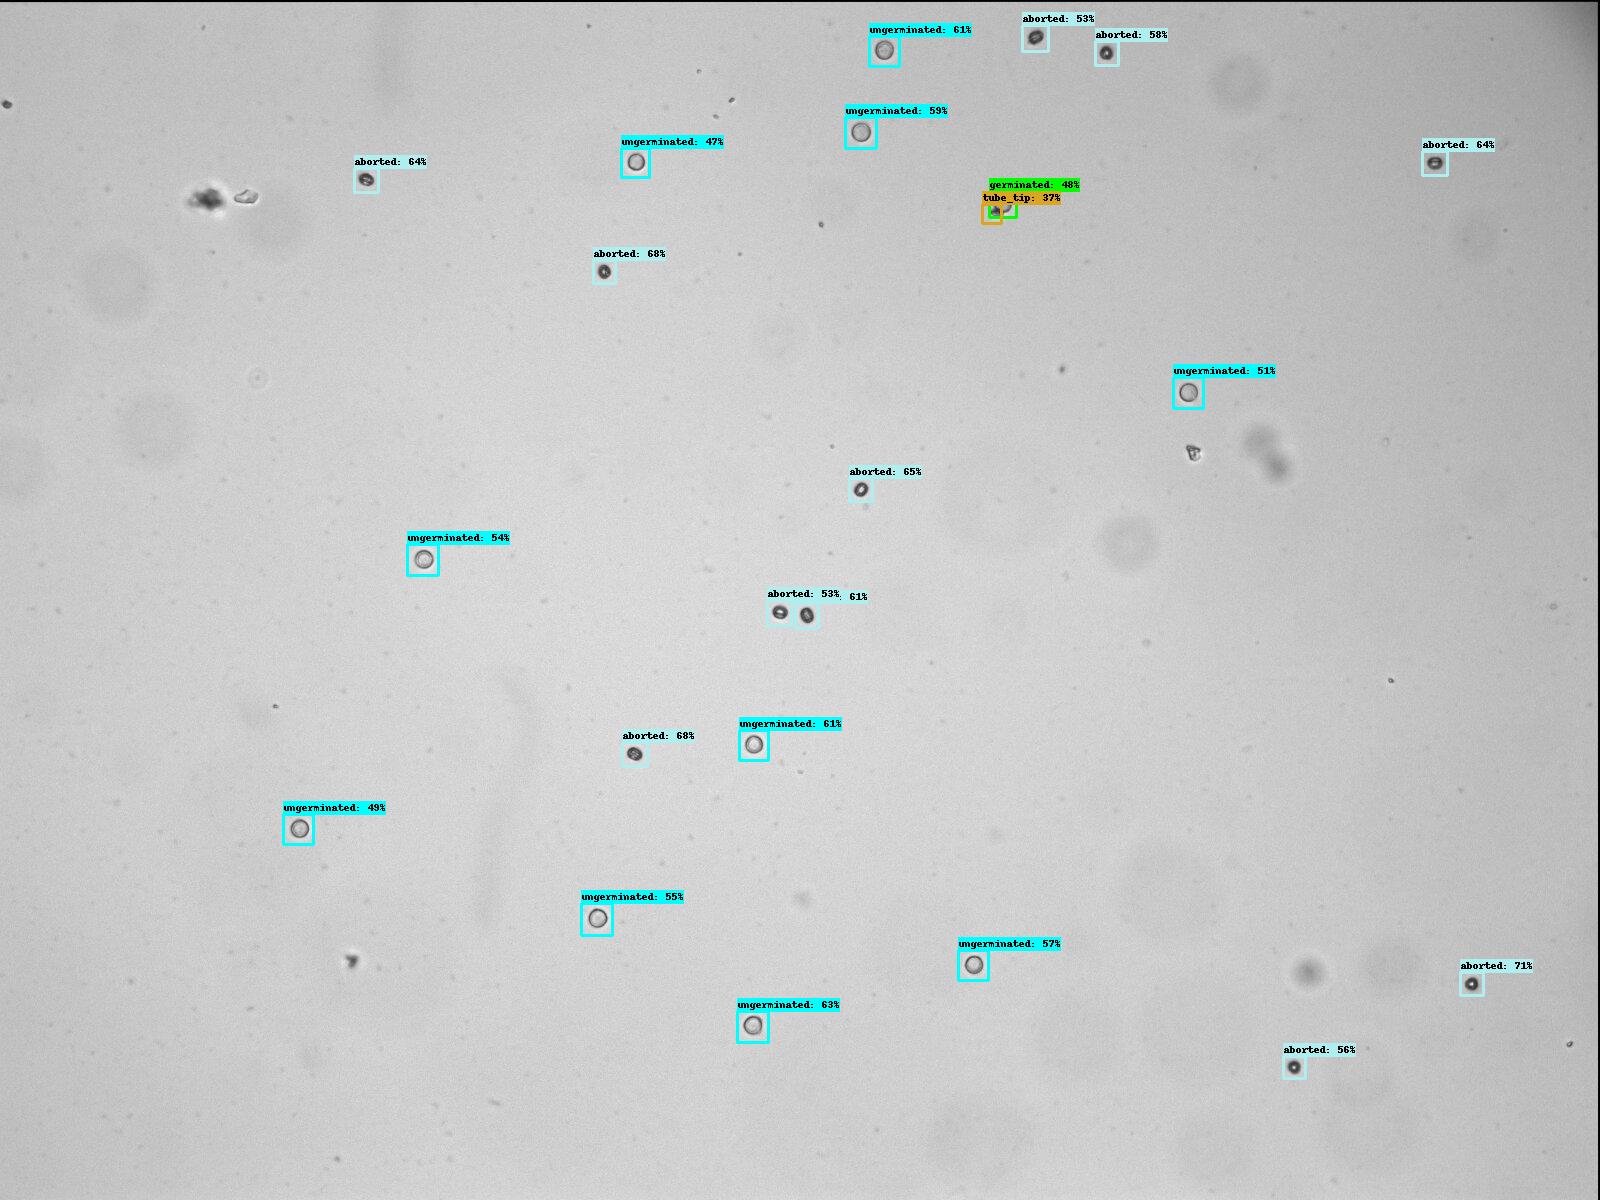 aborted: 53%
ungerminated: 61%
aborted: 58%
ungerminated: 59%
ungerminated: 47%
aborted: 64%
aborted: 64%
germinated: 48%
tube_tip: 37%
aborted: 68%
ungerminated: 51%
aborted: 65%
ungerminated: 54%
aborted: 53%
: 61%
aborted: 68%
ungerminated: 61%
ungerminated: 49%
ungerminated: 55%
ungerminated: 57%
aborted: 71%
ungerminated: 63%
aborted: 56%